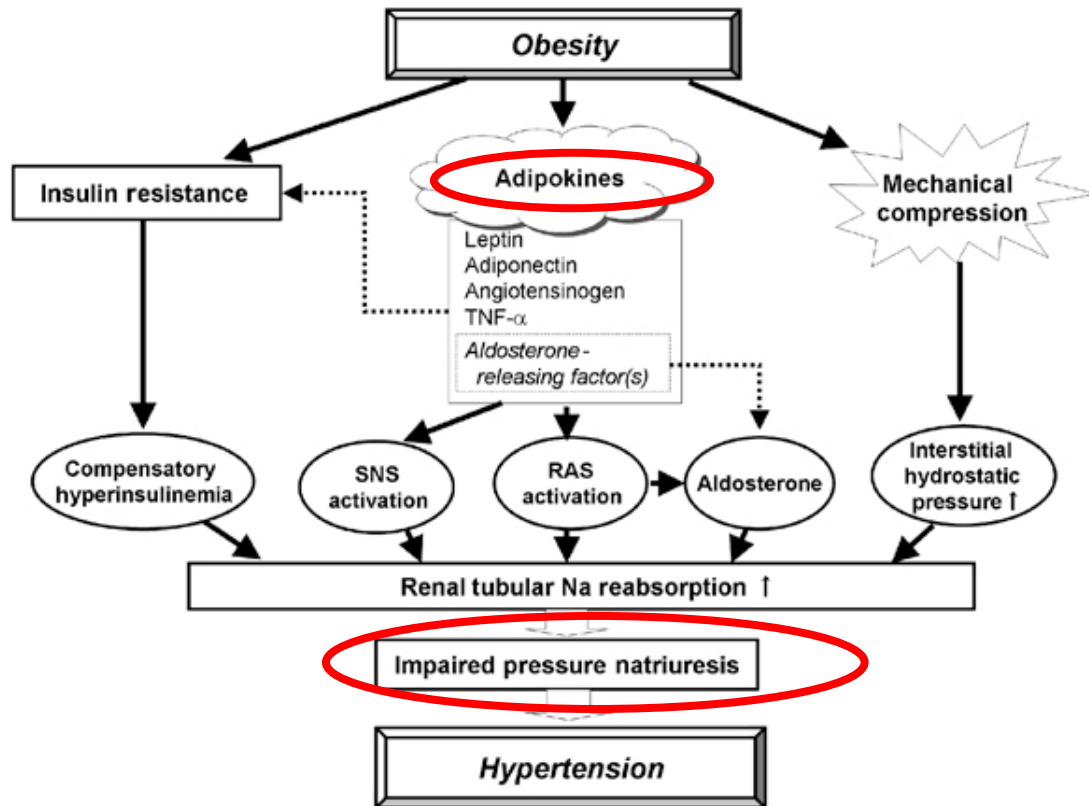 Obesity
Insulin resistance
Adipokines
Mechanical
compression
Leptin
Adiponectin
Angiotensinogen
TNF-α
Aldosterone-
releasing factor(s)
Compensatory
hyperinsulinemia
SNS
activation
RAS
activation
Aldosterone
Interstitial
hydrostatic
pressure ↑
Renal tubular Na reabsorption ↑
Impaired pressure natriuresis
Hypertension